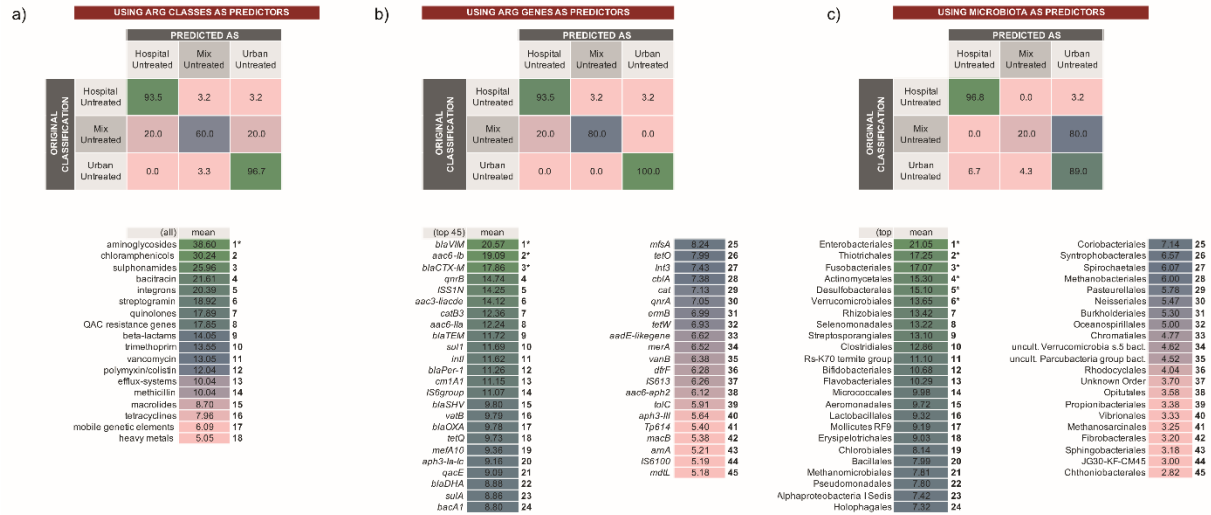 a)
USING ARG CLASSES AS PREDICTORS
PREDICTED AS
Hospital Untreated Mix Untreated Urban Untreated
ORIGINAL CLASSIFICATION
Hospital Untreated 93.5 3.2 3.2
Mix Untreated 20.0 60.0 20.0
Urban Untreated 0.0 3.3 96.7
(all) mean
aminoglycosides 38.60 1*
chloramphenicols 30.24 2
sulphonamides 25.96 3
bacitracin 21.61 4
integrons 20.39 5
streptogramin 18.92 6
quinolones 17.89 7
QAC resistance genes 17.85 8
beta-lactams 14.05 9
trimethoprim 13.55 10
vancomycin 13.05 11
polymyxin/colistin 12.04 12
efflux-systems 10.04 13
methicillin 10.04 14
macrolides 8.70 15
tetracyclines 7.96 16
mobile genetic elements 6.09 17
heavy metals 5.05 18
b)
USING ARG GENES AS PREDICTORS
PREDICTED AS
Hospital Untreated Mix Untreated Urban Untreated
ORIGINAL CLASSIFICATION
Hospital Untreated 93.5 3.2 3.2
Mix Untreated 20.0 80.0 0.0
Urban Untreated 0.0 0.0 100.0
(top 45) mean
blaVIM 20.57 1*
aac6-Ib 19.09 2*
blaCTX-M 17.86 3*
qnrB 14.74 4
ISS1N 14.28 5
aac3-iiacde 14.12 6
catB3 12.36 7
aac6-IIa 12.24 8
blaTEM 11.72 9
sul1 11.69 10
IntI 11.62 11
blaPer-1 11.26 12
cm1A1 11.15 13
IS6group 11.07 14
blaSHV 9.80 15
vatB 9.79 16
blaOXA 9.78 17
tetQ 9.73 18
mefA10 9.36 19
aph3-Ia-Ic 9.16 20
qacE 9.09 21
blaDHA 8.88 22
sulA 8.86 23
bacA1 8.80 24
mfsA 8.24 25
tetO 7.99 26
Int3 7.43 27
cblA 7.38 28
cat 7.13 29
qnrA 7.05 30
ermB 6.99 31
tetW 6.93 32
aadE-likegene 6.62 33
merA 6.52 34
vanB 6.38 35
dfrF 6.28 36
IS613 6.26 37
aac6-aph2 6.12 38
tolC 5.91 39
aph3-III 5.64 40
Tp614 5.40 41
macB 5.38 42
amA 5.21 43
IS6100 5.19 44
mdtL 5.18 45
c)
USING MICROBIOTA AS PREDICTORS
PREDICTED AS
Hospital Untreated Mix Untreated Urban Untreated
ORIGINAL CLASSIFICATION
Hospital Untreated 96.8 0.0 3.2
Mix Untreated 0.0 20.0 80.0
Urban Untreated 6.7 4.3 89.0
(top mean
Enterobacteriales 21.05 1*
Thiotrichales 17.25 2*
Fusobacteriales 17.07 3*
Actinomycetales 15.30 4*
Desulfobacterales 15.10 5*
Verrucomicrobiales 13.65 6*
Rhizobiales 13.42 7
Selenomonadales 13.22 8
Streptosporangiales 13.10 9
Clostridiales 12.86 10
Rs-K70 termite group 11.10 11
Bifidobacteriales 10.68 12
Flavobacteriales 10.29 13
Micrococcales 9.98 14
Aeromonadales 9.72 15
Lactobacillales 9.32 16
Mollicutes RF9 9.19 17
Erysipelotrichales 9.03 18
Chlorobiales 8.14 19
Bacillales 7.99 20
Methanomicrobiales 7.81 21
Pseudomonadales 7.80 22
Alphaproteobacteria I Sedis 7.42 23
Holophagales 7.32 24
Coriobacteriales 7.14 25
Syntrophobacterales 6.57 26
Spirochaetales 6.07 27
Methanobacteriales 6.00 28
Pasteurellales 5.78 29
Neisseriales 5.47 30
Burkholderiales 5.30 31
Oceanospirillales 5.00 32
Chromatiales 4.77 33
uncult. Verrucomicrobia s.5 bact. 4.62 34
uncult. Parcubacteria group bact. 4.52 35
Rhodocyclales 4.04 36
Unknown Order 3.70 37
Opitutales 3.58 38
Propionibacteriales 3.38 39
Vibrionales 3.33 40
Methanosarcinales 3.25 41
Fibrobacterales 3.20 42
Sphingobacteriales 3.18 43
JG30-KF-CM45 3.00 44
Chthoniobacterales 2.82 45